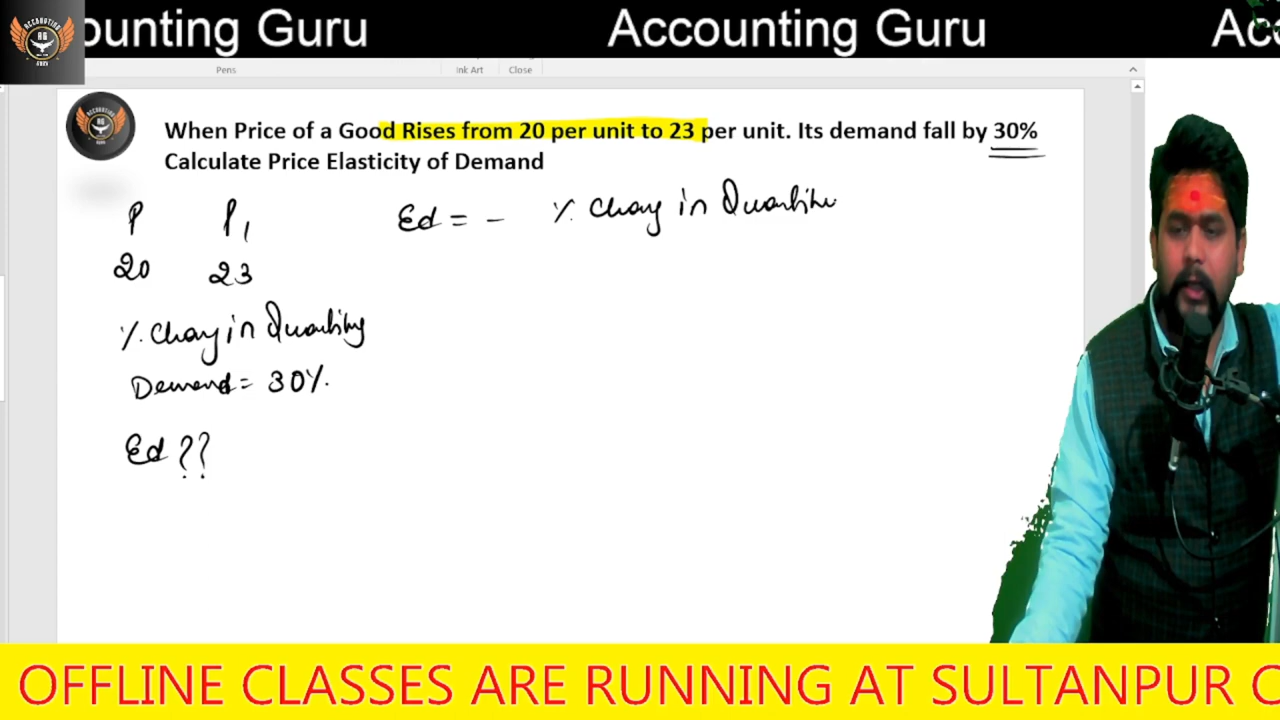 ounting Guru
Accounting Guru
Acc
Pens
Ink Art
Close
When Price of a Good Rises from 20 per unit to 23 per unit. Its demand fall by 30%
Calculate Price Elasticity of Demand
P P1
20 23
% Chang in Quantity
Demand = 30%.
Ed ??
Ed = - % Chang in Quantity
OFFLINE CLASSES ARE RUNNING AT SULTANPUR C